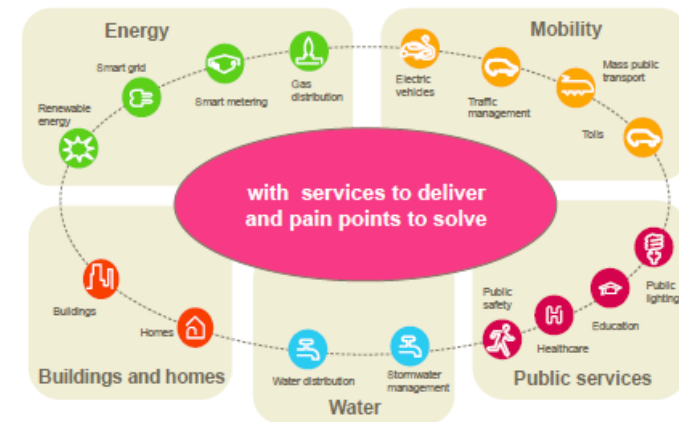 Energy
Smart grid
Renewable
energy
Smart metering
Gas
distribution
Mobility
Electric
vehicles
Traffic
management
Mass public
transport
Tolls
with services to deliver
and pain points to solve
Buildings
Homes
Buildings and homes
Water distribution
Stormwater
management
Water
Public
safety
Healthcare
Education
Public
lighting
Public services